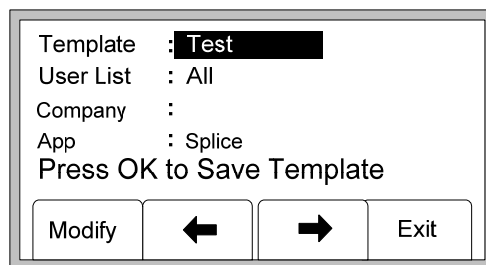 Template : Test
User List : All
Company :
App : Splice
Press OK to Save Template
Modify ← → Exit